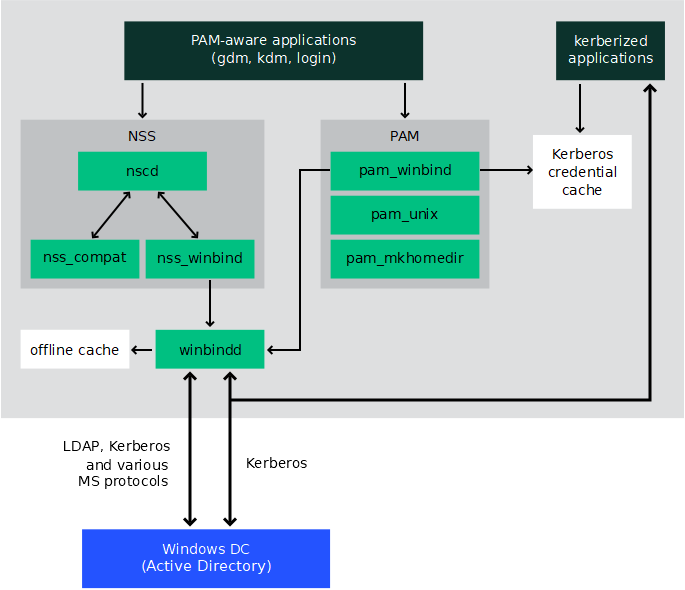 PAM-aware applications
(gdm, kdm, login)
kerberized
applications
NSS
PAM
nscd
pam_winbind
Kerberos
credential
cache
pam_unix
nss_compat
nss_winbind
pam_mkhomedir
offline cache
winbindd
LDAP, Kerberos
and various
MS protocols
Kerberos
Windows DC
(Active Directory)